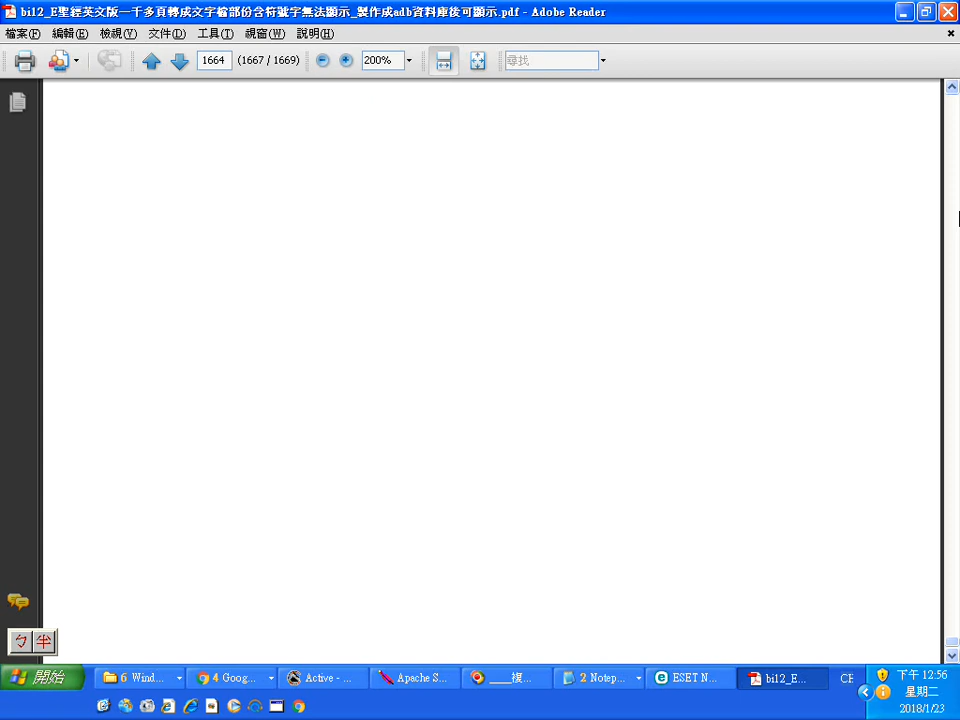 bi12_E聖經英文版一千多頁轉成文字檔部份含符號字無法顯示_製作成adb資料庫後可顯示.pdf - Adobe Reader
檔案(F) 編輯(E) 檢視(V) 文件(D) 工具(T) 視窗(W) 說明(H)
1664 (1667 / 1669) 200% 尋找
ㄅ 半
開始 6 Wind... 4 Goog... Active - ... Apache S... ____複... 2 Notep... ESET N... bi12_E... CH 下午 12:56
星期二
2018/1/23